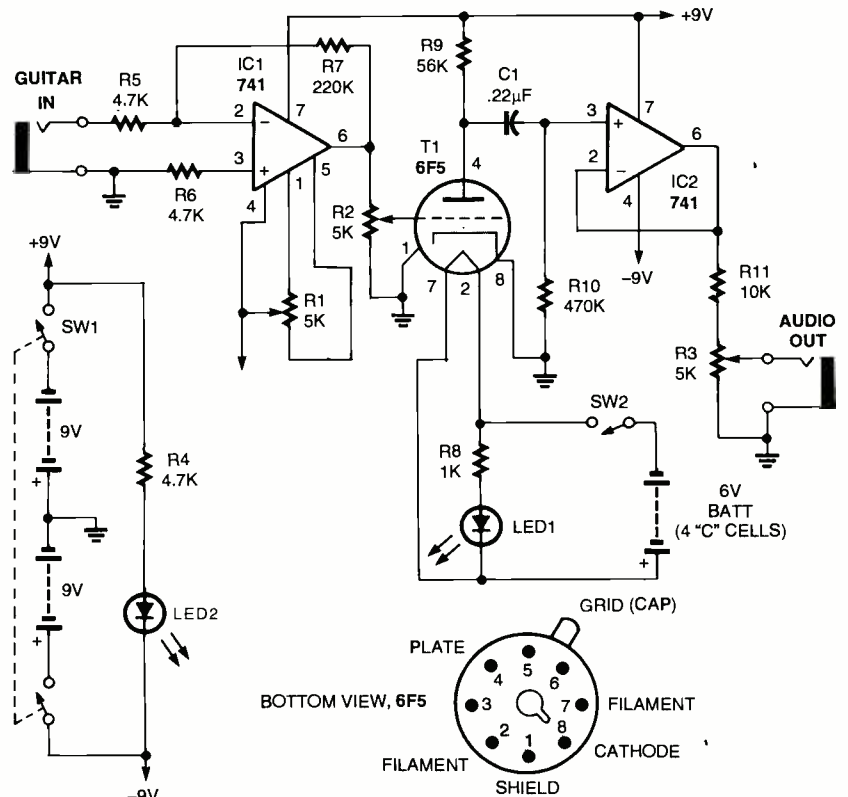 +9V
R9
56K
IC1
741
R7
220K
C1
.22µF
GUITAR
IN
R5
4.7K
2
7
3
7
6
6
T1
6F5
4
2
IC2
741
3
5
1
4
R6
4.7K
R2
5K
1
7
2
8
4
-9V
R10
470K
R11
10K
+9V
SW1
R1
5K
AUDIO
OUT
R3
5K
9V
+
SW2
R4
4.7K
R8
1K
6V
BATT
(4 "C" CELLS)
+
LED1
9V
+
LED2
GRID (CAP)
PLATE
5
4
6
BOTTOM VIEW, 6F5
3
7
FILAMENT
2
1
8
CATHODE
FILAMENT
SHIELD
-9V